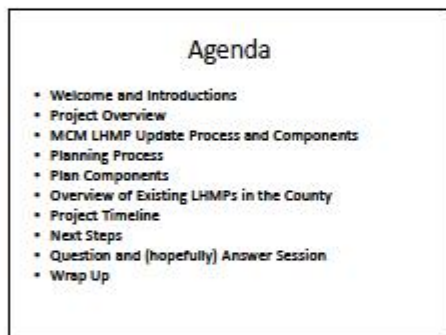 Agenda
• Welcome and Introductions
• Project Overview
• MCM LHMP Update Process and Components
• Planning Process
• Plan Components
• Overview of Existing LHMPs in the County
• Project Timeline
• Next Steps
• Question and (hopefully) Answer Session
• Wrap Up